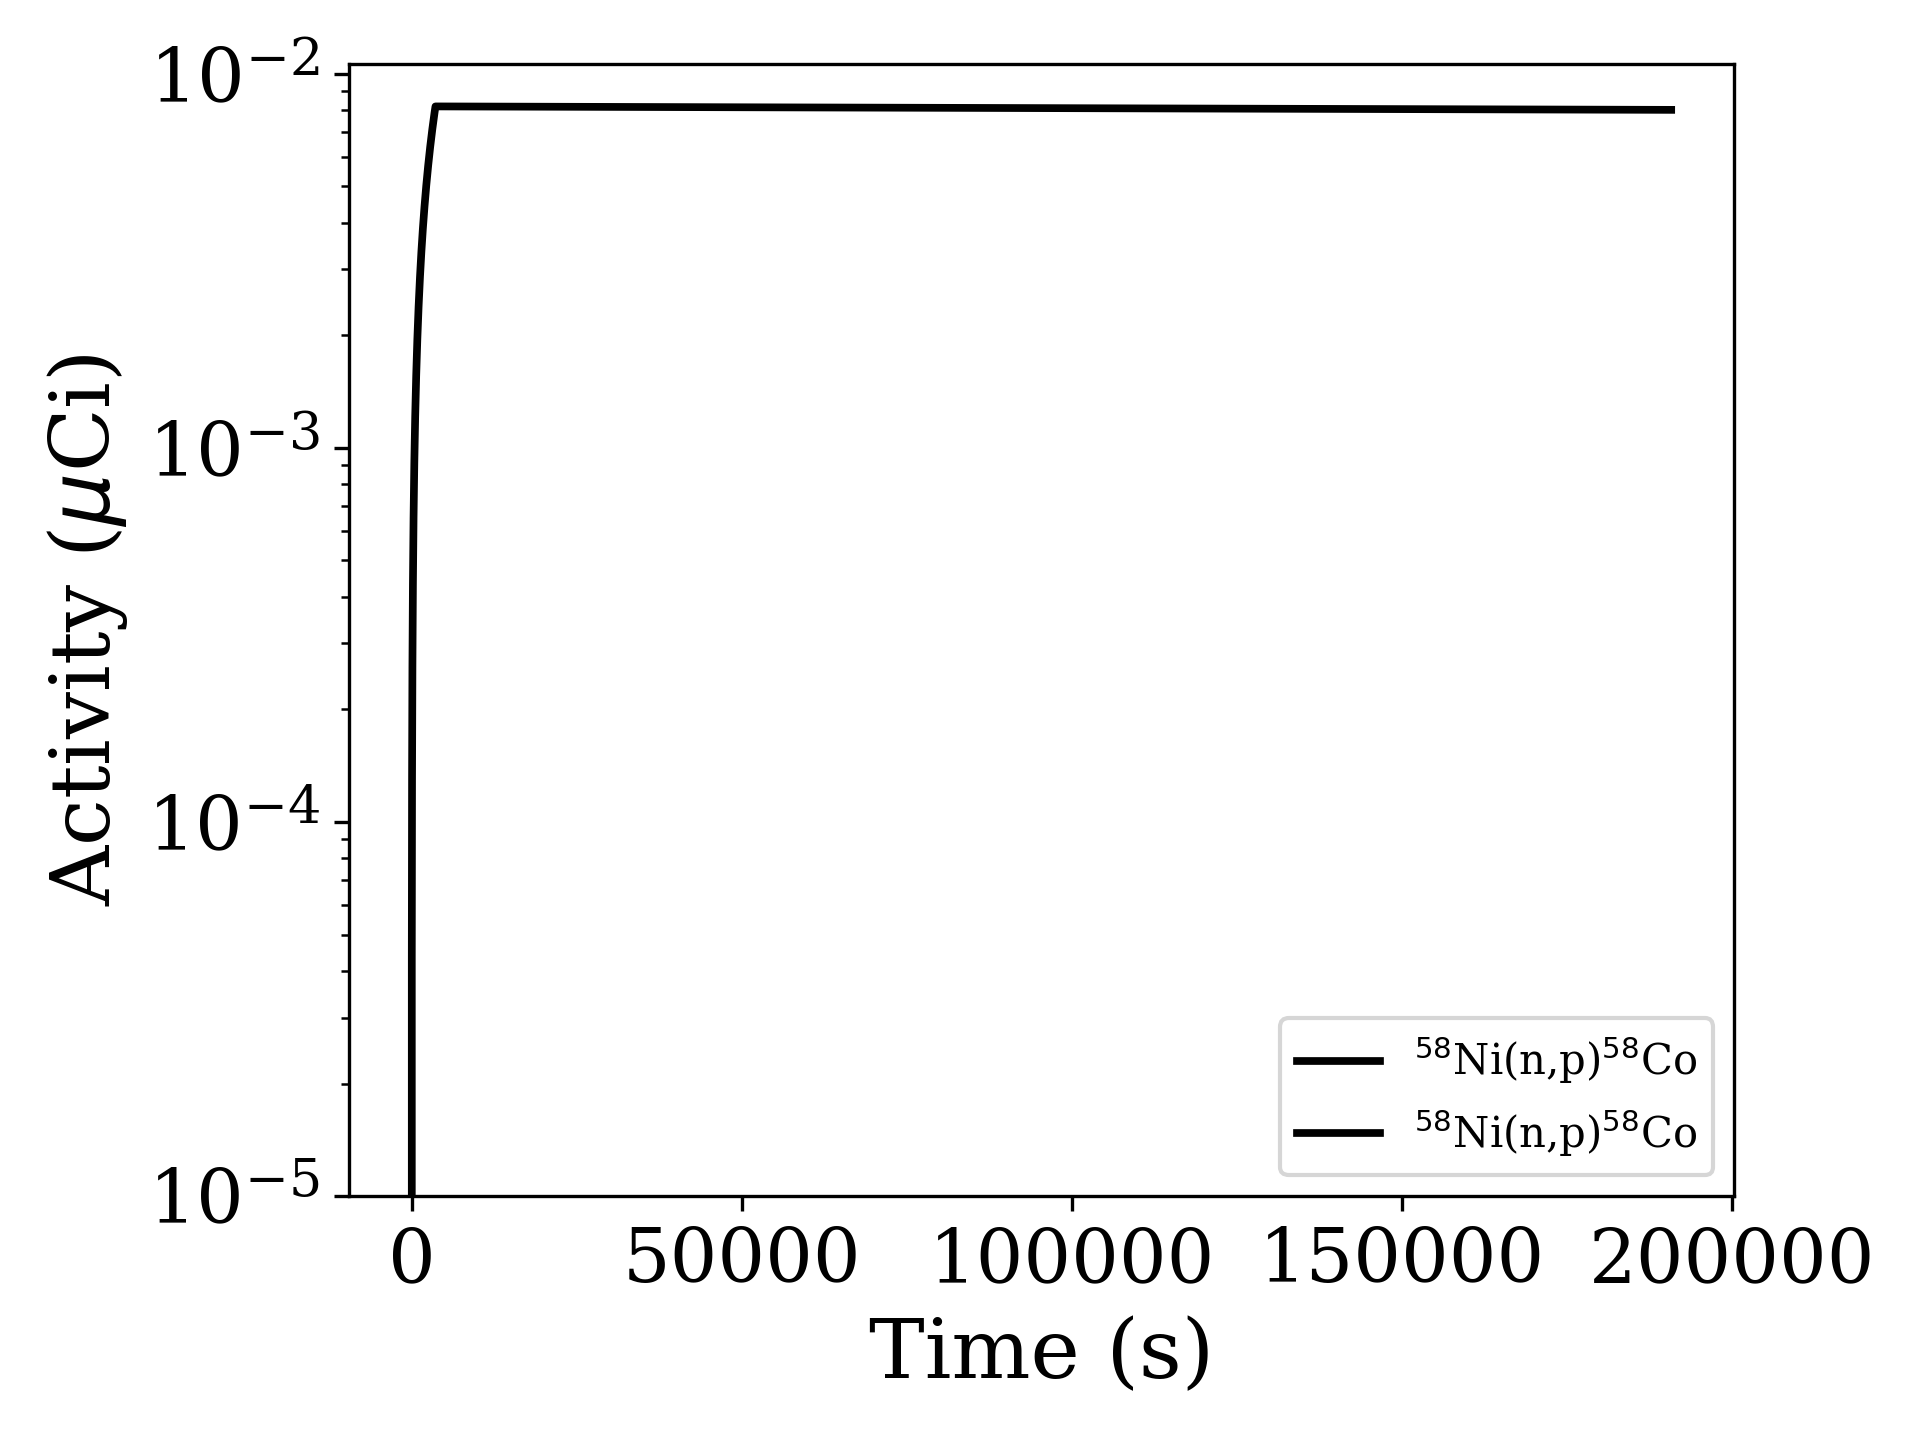 10⁻²
10⁻³
10⁻⁴
10⁻⁵
Activity (μCi)
0 50000 100000 150000 200000
Time (s)
⁵⁸Ni(n,p)⁵⁸Co
⁵⁸Ni(n,p)⁵⁸Co